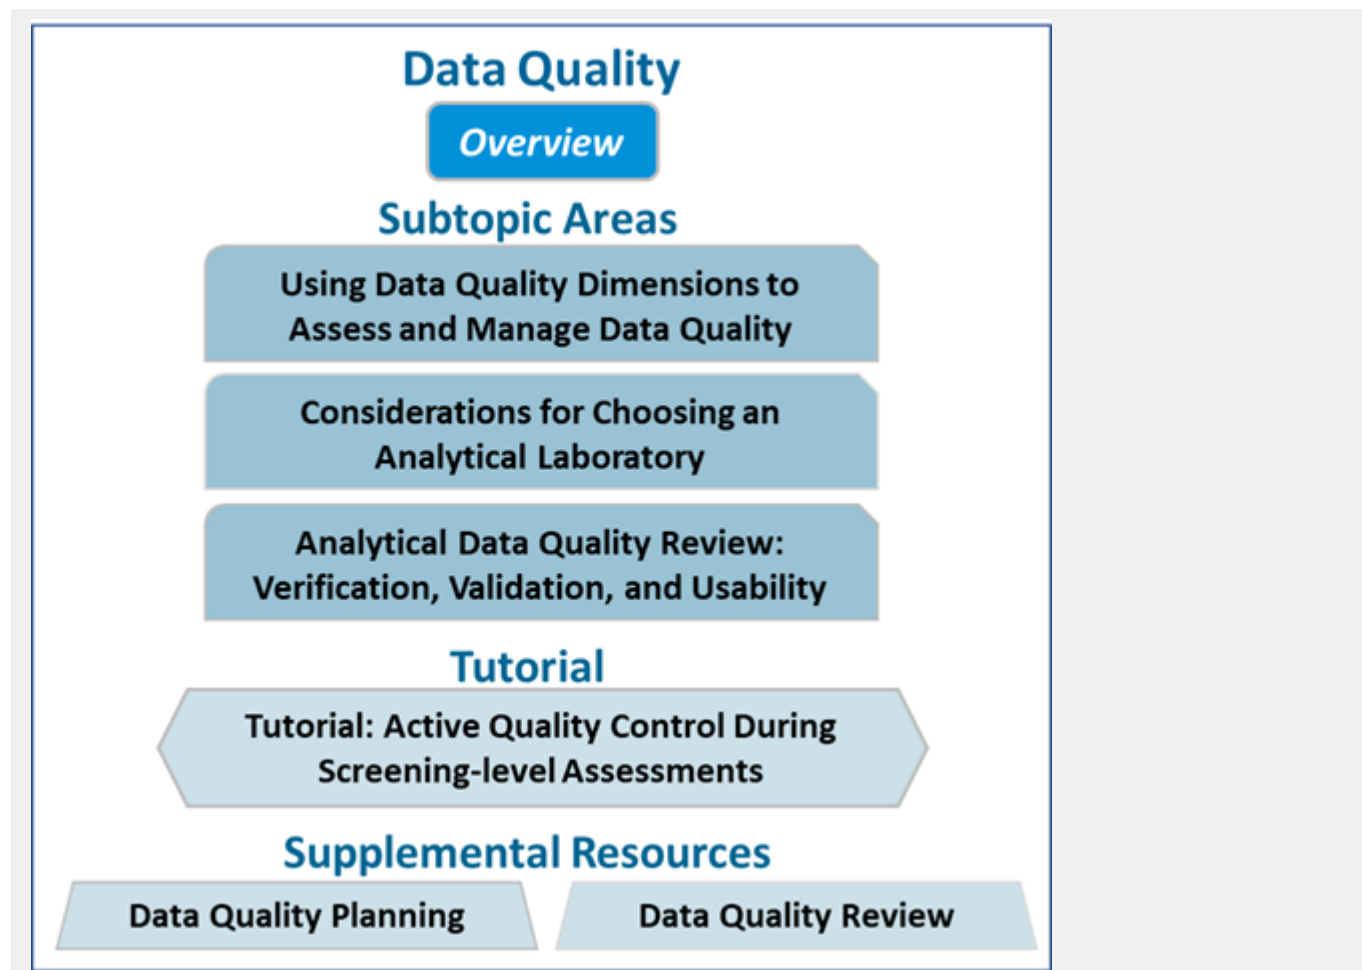 Data Quality
Overview
Subtopic Areas
Using Data Quality Dimensions to
Assess and Manage Data Quality
Considerations for Choosing an
Analytical Laboratory
Analytical Data Quality Review:
Verification, Validation, and Usability
Tutorial
Tutorial: Active Quality Control During
Screening-level Assessments
Supplemental Resources
Data Quality Planning
Data Quality Review